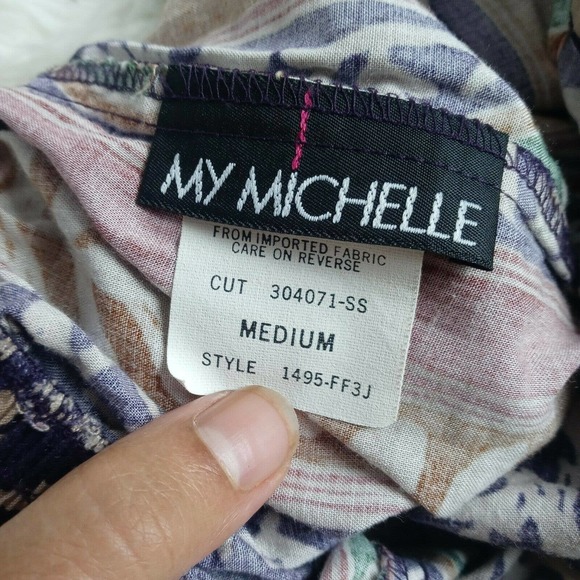 MY MICHELLE
FROM IMPORTED FABRIC
CARE ON REVERSE
CUT 304071-SS
MEDIUM
STYLE 1495-FF3J